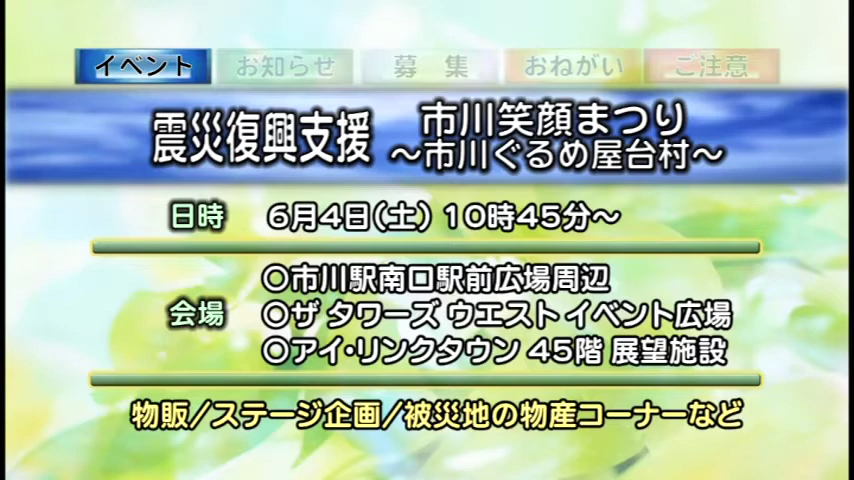 イベント お知らせ 募集 おねがい ご注意
震災復興支援 市川笑顔まつり
～市川ぐるめ屋台村～
日時 6月4日(土) 10時45分～
○市川駅南口駅前広場周辺
会場 ○ザ タワーズ ウエスト イベント広場
○アイ・リンクタウン 45階 展望施設
物販/ステージ企画/被災地の物産コーナーなど